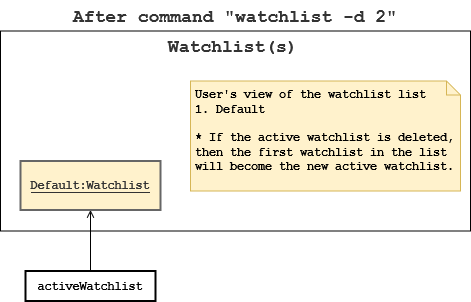 After command "watchlist -d 2"
Watchlist(s)
User's view of the watchlist list
1. Default
* If the active watchlist is deleted,
then the first watchlist in the list
will become the new active watchlist.
Default:Watchlist
activeWatchlist